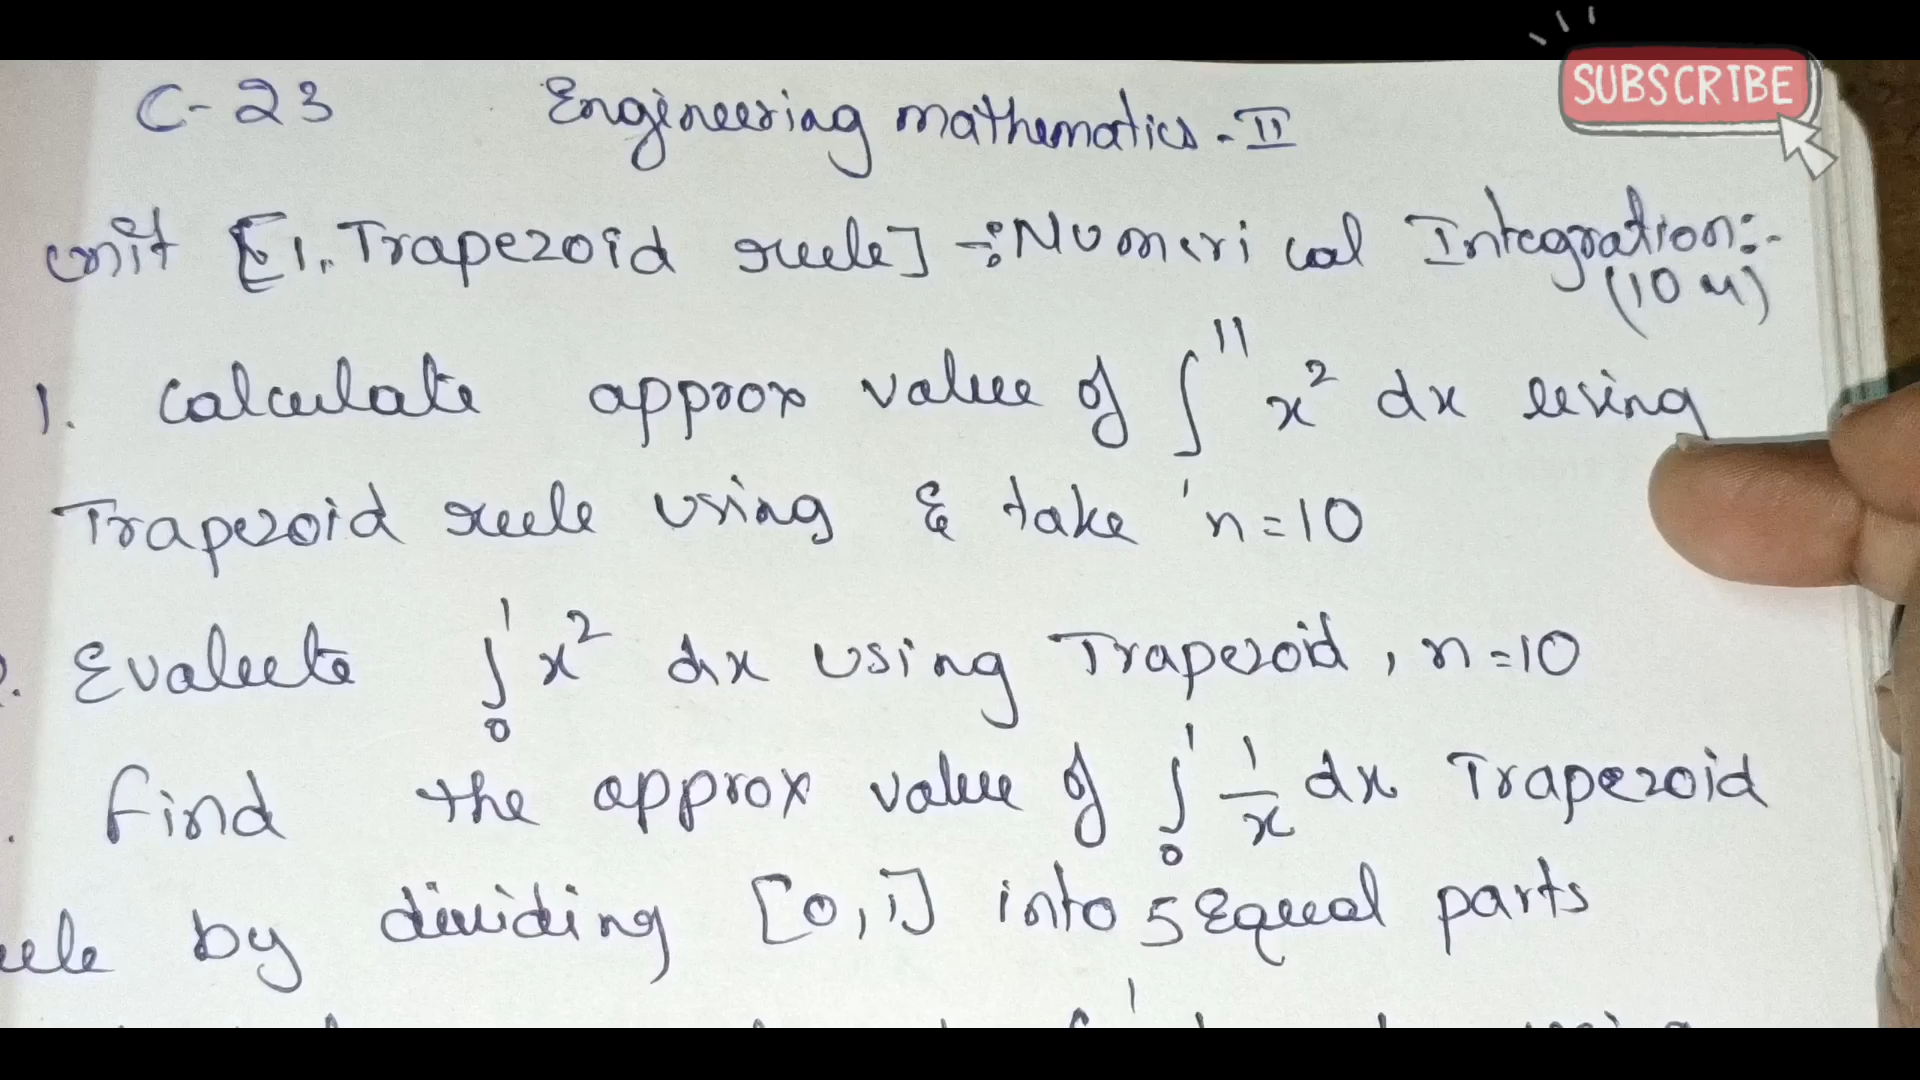 SUBSCRIBE
C-23 Engineering mathematics-II
unit [1. Trapezoid rule] Numerical Integration:-
(10 M)
1. Calculate approx value of ∫ 11 x² dx using
Trapezoid rule using & take n=10
Evaluate ∫₀¹ x² dx using Trapezoid, n=10
Find the approx value of ∫₀¹ 1/x dx Trapezoid
by dividing [0,1] into 5 Equal parts